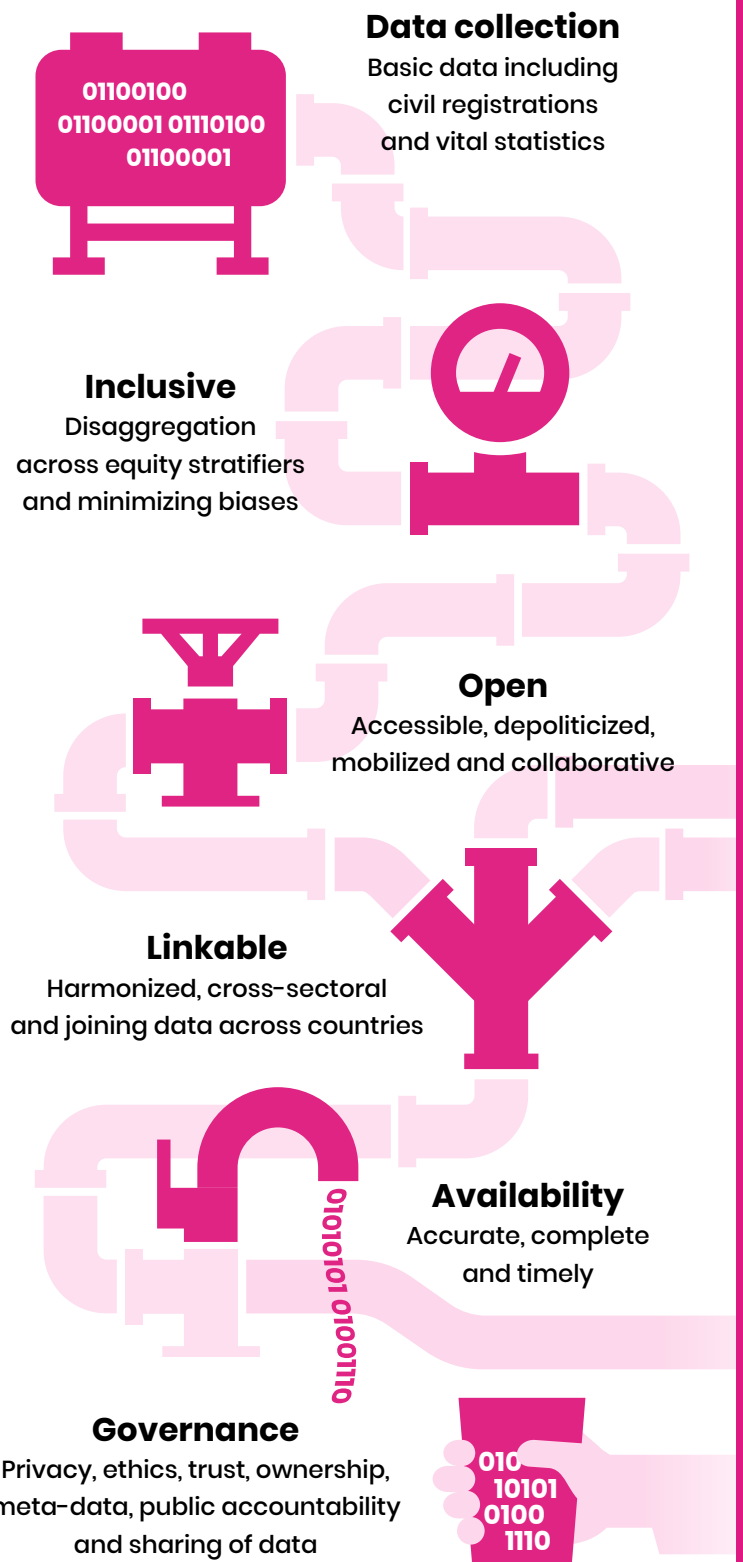 Data collection
Basic data including
civil registrations
and vital statistics
01100100
01100001 01110100
01100001
Inclusive
Disaggregation
across equity stratifiers
and minimizing biases
Open
Accessible, depoliticized,
mobilized and collaborative
Linkable
Harmonized, cross-sectoral
and joining data across countries
Availability
Accurate, complete
and timely
01010101 01001110
Governance
Privacy, ethics, trust, ownership,
meta-data, public accountability
and sharing of data
010
10101
0100
1110